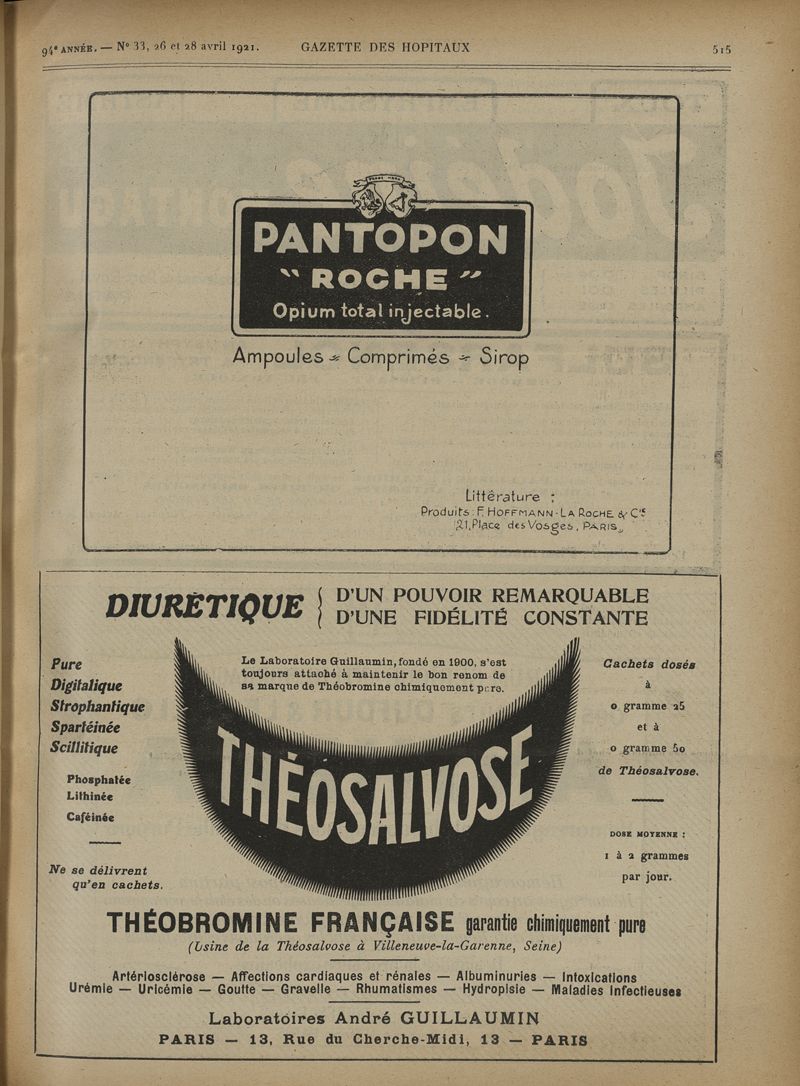 94e ANNÉE. — No 33, 26 et 28 avril 1921. GAZETTE DES HOPITAUX 515
PANTOPON
"ROCHE"
Opium total injectable.
Ampoules - Comprimés - Sirop
Littérature :
Produits F. HOFFMANN-LA ROCHE & Cie
21, Place des Vosges, PARIS
DIURÉTIQUE
D'UN POUVOIR REMARQUABLE
D'UNE FIDÉLITÉ CONSTANTE
Le Laboratoire Guillaumin, fondé en 1900, s'est
toujours attaché à maintenir le bon renom de
sa marque de Théobromine chimiquement pure.
Pure
Digitalique
Strophantique
Spartéinée
Scillitique
Phosphatée
Lithinée
Caféinée
Ne se délivrent
qu'en cachets.
THÉOSALVOSE
Cachets dosés
à
0 gramme 25
et à
0 gramme 50
de Théosalvose.
DOSE MOYENNE :
1 à 2 grammes
par jour.
THÉOBROMINE FRANÇAISE garantie chimiquement pure
(Usine de la Théosalvose à Villeneuve-la-Garenne, Seine)
Artériosclérose — Affections cardiaques et rénales — Albuminuries — Intoxications
Urémie — Uricémie — Goutte — Gravelle — Rhumatismes — Hydropisie — Maladies infectieuses
Laboratoires André GUILLAUMIN
PARIS — 13, Rue du Cherche-Midi, 13 — PARIS